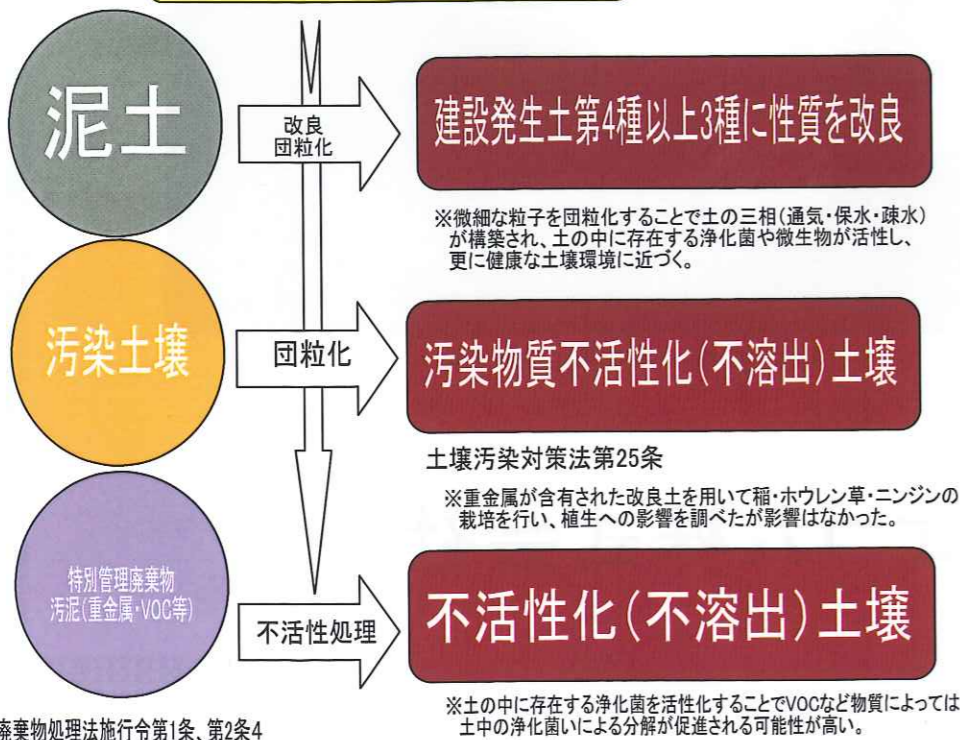 泥土
改良
団粒化
建設発生土第4種以上3種に性質を改良
※微細な粒子を団粒化することで土の三相(通気・保水・疎水)
が構築され、土の中に存在する浄化菌や微生物が活性し、
更に健康な土壌環境に近づく。
汚染土壌
団粒化
汚染物質不活性化(不溶出)土壌
土壌汚染対策法第25条
※重金属が含有された改良土を用いて稲・ホウレン草・ニンジンの
栽培を行い、植生への影響を調べたが影響はなかった。
特別管理廃棄物
汚泥(重金属・VOC等)
不活性処理
不活性化(不溶出)土壌
※土の中に存在する浄化菌を活性化することでVOCなど物質によっては
土中の浄化菌いによる分解が促進される可能性が高い。
廃棄物処理法施行令第1条、第2条4